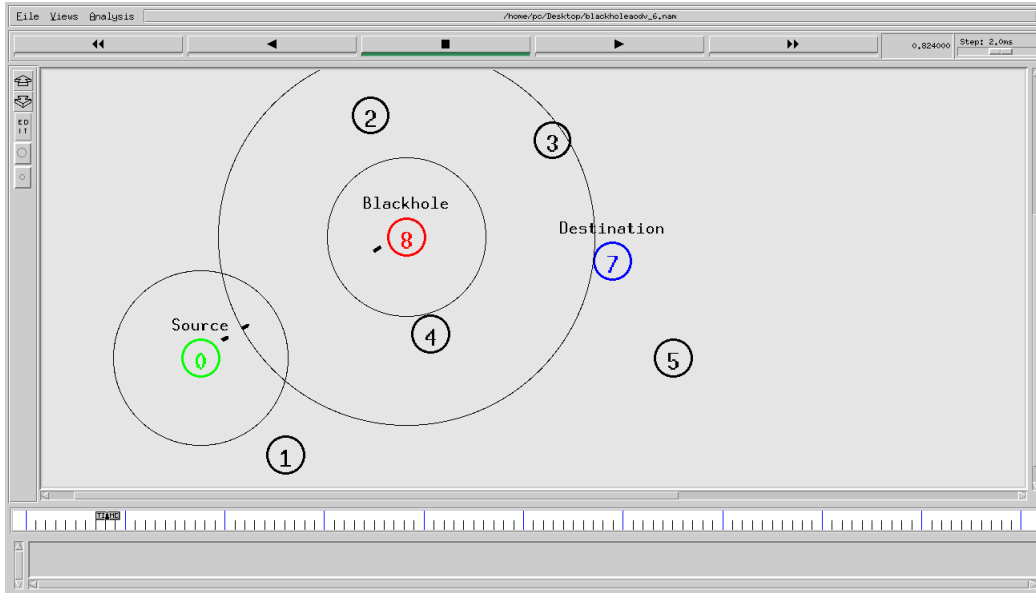 File Views Analysis /home/pc/Desktop/blackholeaodv_6.nam
0.824000 Step: 2.0ms
ED
IT
2
3
Blackhole
8
Destination
7
Source
4
0
5
1
TIME